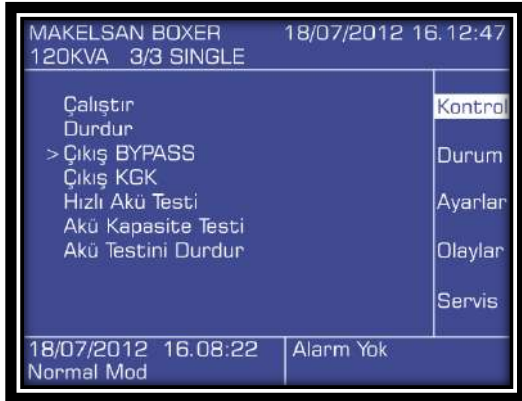 MAKELSAN BOXER 18/07/2012 16.12:47
120KVA 3/3 SINGLE
Çalıştır
Durdur
> Çıkış BYPASS
Çıkış KGK
Hızlı Akü Testi
Akü Kapasite Testi
Akü Testini Durdur
Kontrol
Durum
Ayarlar
Olaylar
Servis
18/07/2012 16.08:22
Normal Mod
Alarm Yok